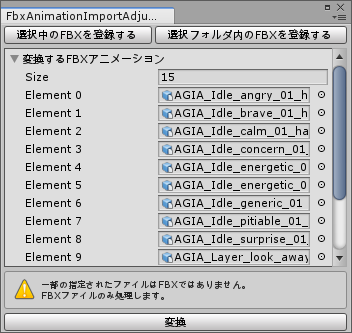 FbxAnimationImportAdju...
選択中のFBXを登録する
選択フォルダ内のFBXを登録する
変換するFBXアニメーション
Size 15
Element 0 AGIA_Idle_angry_01_h
Element 1 AGIA_Idle_brave_01_h
Element 2 AGIA_Idle_calm_01_ha
Element 3 AGIA_Idle_concern_01_
Element 4 AGIA_Idle_energetic_0
Element 5 AGIA_Idle_energetic_0
Element 6 AGIA_Idle_generic_01
Element 7 AGIA_Idle_pitiable_01_
Element 8 AGIA_Idle_surprise_01_
Element 9 AGIA_Layer_look_away
一部の指定されたファイルはFBXではありません。
FBXファイルのみ処理します。
変換